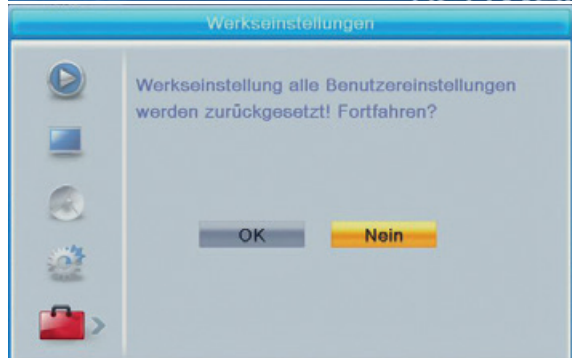 Werkseinstellungen
Werkseinstellung alle Benutzereinstellungen
werden zurückgesetzt! Fortfahren?
OK Nein